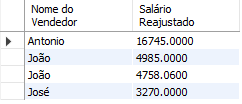 Nome do Vendedor Salário Reajustado
Antonio 16745.0000
João 4985.0000
João 4758.0600
José 3270.0000